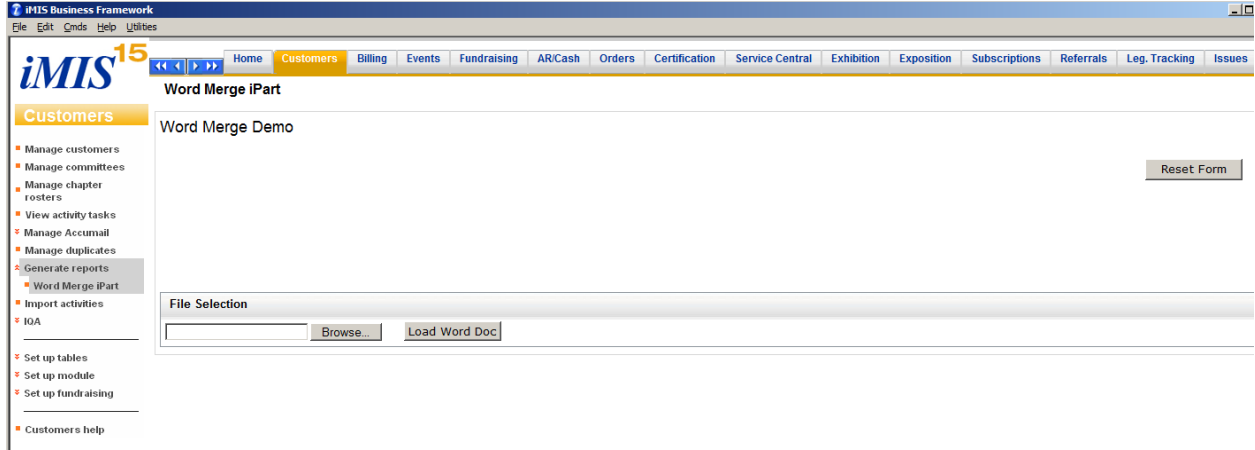 iMIS Business Framework
File Edit Cmds Help Utilities
iMIS 15
Home Customers Billing Events Fundraising AR/Cash Orders Certification Service Central Exhibition Exposition Subscriptions Referrals Leg. Tracking Issues
Word Merge iPart
Customers
Manage customers
Manage committees
Manage chapter
rosters
View activity tasks
Manage Accumail
Manage duplicates
Generate reports
Word Merge iPart
Import activities
IQA
Set up tables
Set up module
Set up fundraising
Customers help
Word Merge Demo
Reset Form
File Selection
Browse... Load Word Doc